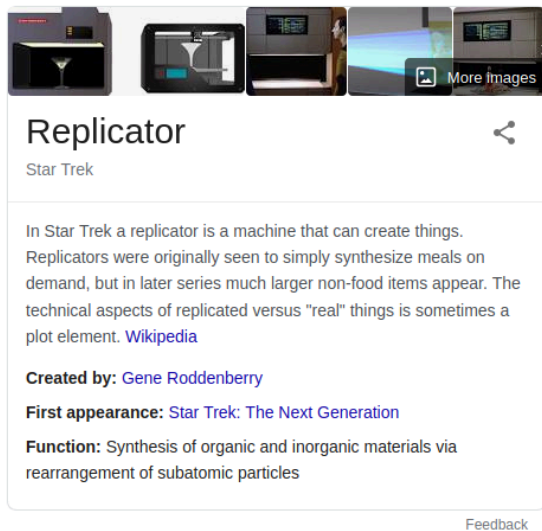 More images
Replicator
Star Trek
In Star Trek a replicator is a machine that can create things.
Replicators were originally seen to simply synthesize meals on
demand, but in later series much larger non-food items appear. The
technical aspects of replicated versus "real" things is sometimes a
plot element. Wikipedia
Created by: Gene Roddenberry
First appearance: Star Trek: The Next Generation
Function: Synthesis of organic and inorganic materials via
rearrangement of subatomic particles
Feedback